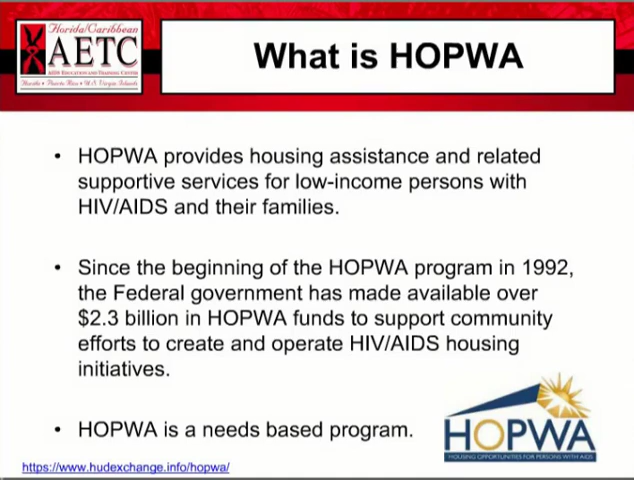 Florida/Caribbean
AETC
AIDS EDUCATION AND TRAINING CENTER
Florida • Puerto Rico • U.S. Virgin Islands
What is HOPWA
• HOPWA provides housing assistance and related
supportive services for low-income persons with
HIV/AIDS and their families.
• Since the beginning of the HOPWA program in 1992,
the Federal government has made available over
$2.3 billion in HOPWA funds to support community
efforts to create and operate HIV/AIDS housing
initiatives.
• HOPWA is a needs based program.
HOPWA
HOUSING OPPORTUNITIES FOR PERSONS WITH AIDS
https://www.hudexchange.info/hopwa/